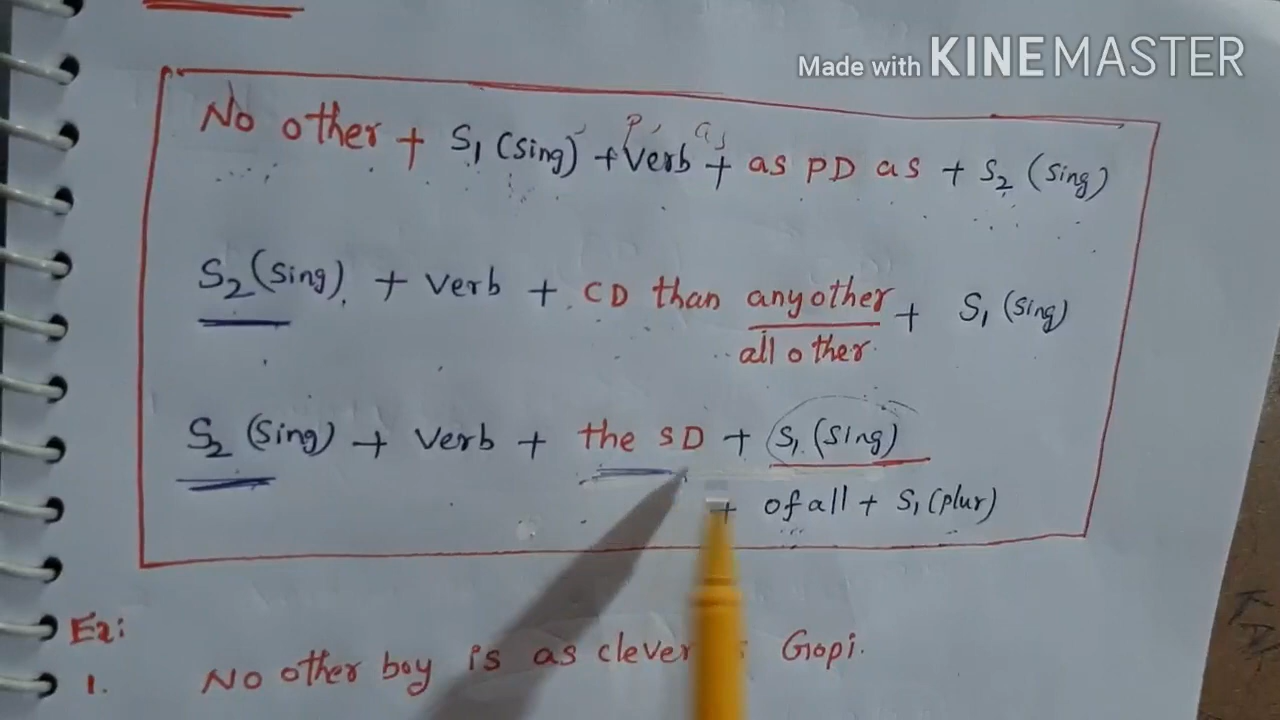 Made with KINEMASTER
No other + S1 (sing) + verb + as PD as + S2 (sing)
S2 (sing) + verb + CD than any other + S1 (sing)
all other
S2 (sing) + verb + the SD + S1 (sing)
+ of all + S1 (plur)
Ex:
1. No other boy is as clever Gopi.